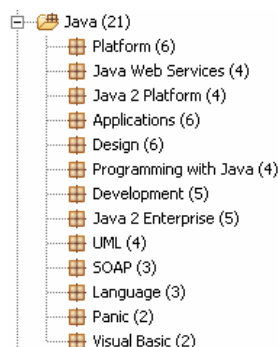 Java (21)
Platform (6)
Java Web Services (4)
Java 2 Platform (4)
Applications (6)
Design (6)
Programming with Java (4)
Development (5)
Java 2 Enterprise (5)
UML (4)
SOAP (3)
Language (3)
Panic (2)
Visual Basic (2)